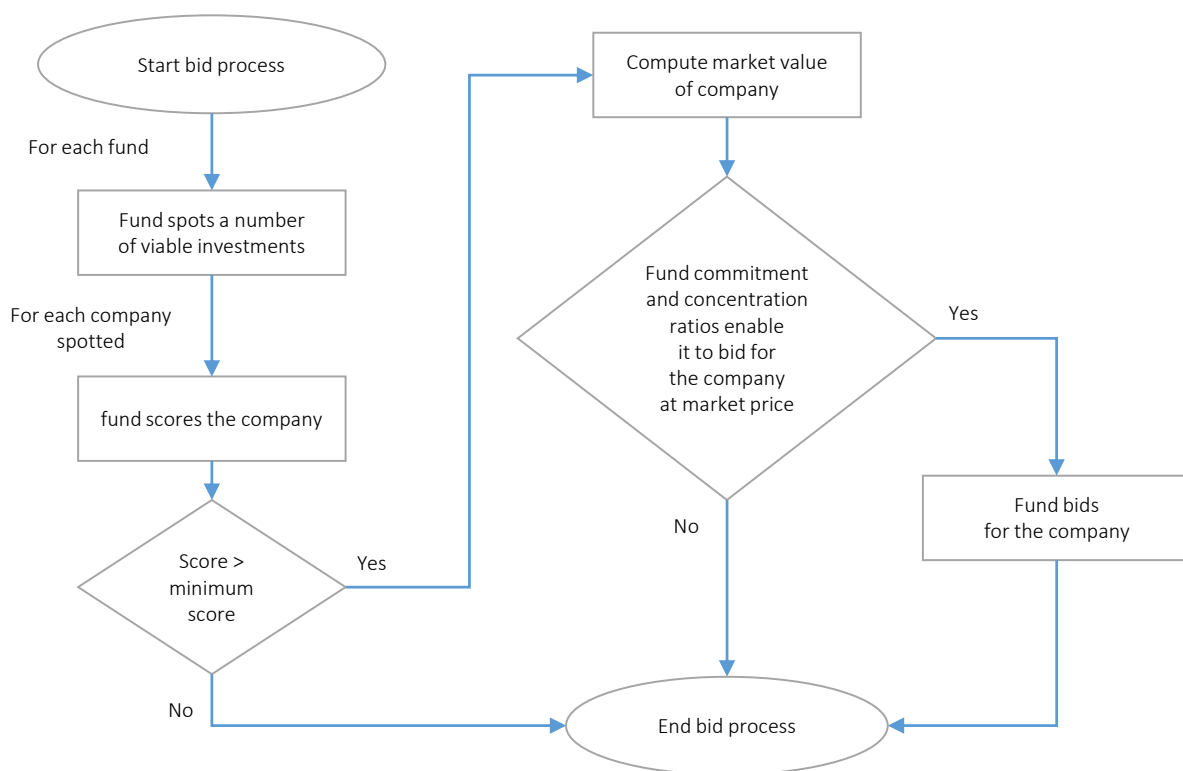 Start bid process
For each fund
Fund spots a number
of viable investments
For each company
spotted
fund scores the company
Score >
minimum
score
Yes
No
Compute market value
of company
Fund commitment
and concentration
ratios enable
it to bid for
the company
at market price
Yes
No
Fund bids
for the company
End bid process